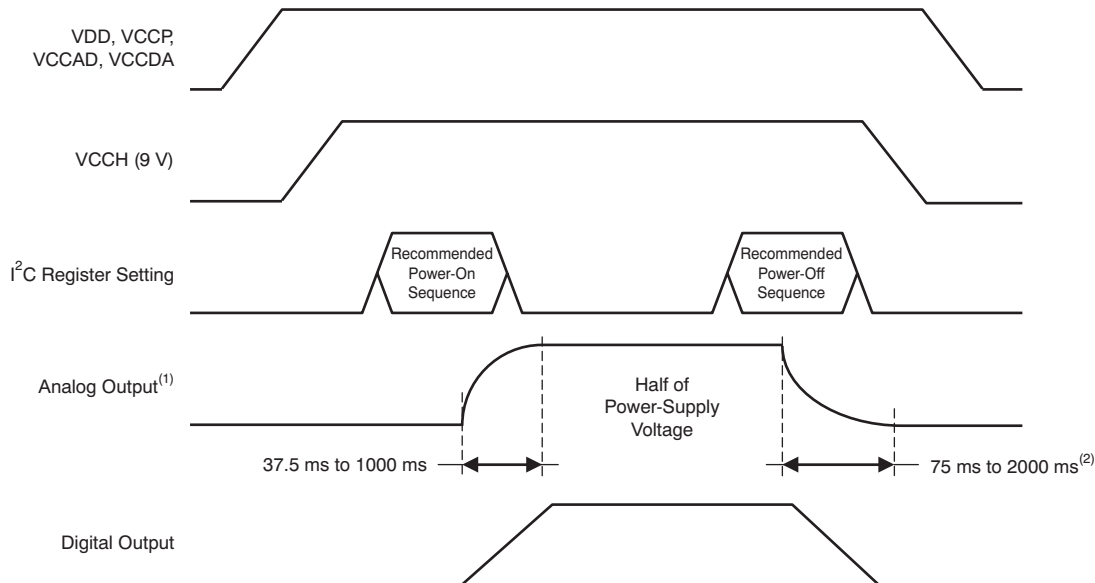 VDD, VCCP,
VCCAD, VCCDA
VCCH (9 V)
I²C Register Setting
Recommended
Power-On
Sequence
Recommended
Power-Off
Sequence
Analog Output(1)
Half of
Power-Supply
Voltage
37.5 ms to 1000 ms
75 ms to 2000 ms(2)
Digital Output